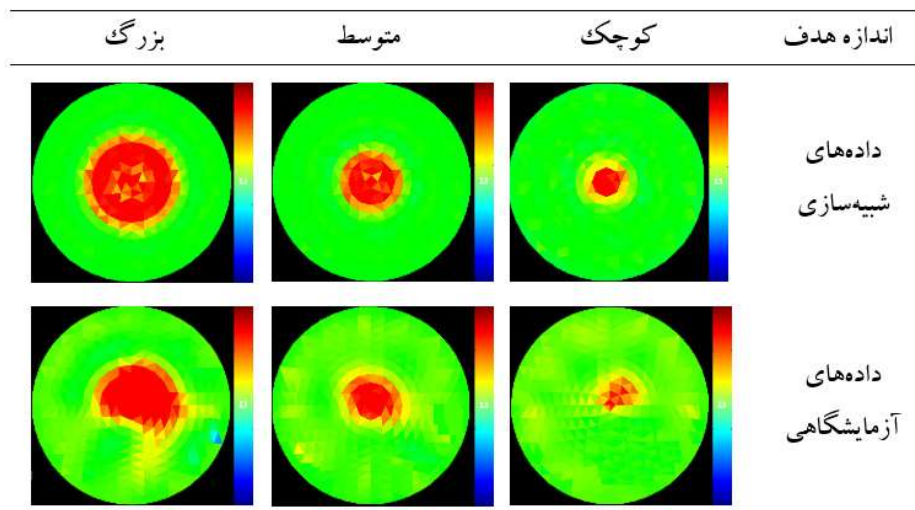 اندازه هدف کوچک متوسط بزرگ
داده‌های
شبیه‌سازی
داده‌های
آزمایشگاهی